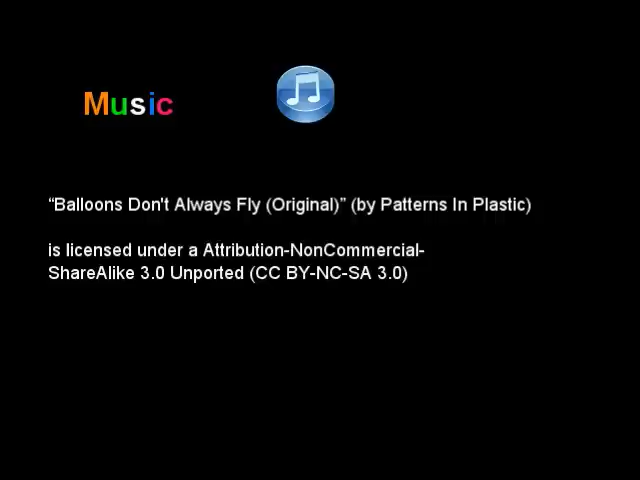 Music
“Balloons Don't Always Fly (Original)” (by Patterns In Plastic)
is licensed under a Attribution-NonCommercial-
ShareAlike 3.0 Unported (CC BY-NC-SA 3.0)